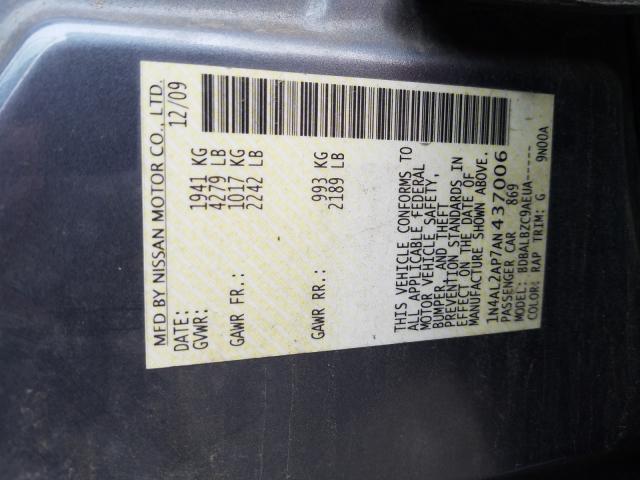 MFD BY NISSAN MOTOR CO., LTD.
DATE: 12/09
GVWR: 1941 KG
4279 LB
GAWR FR.: 1017 KG
2242 LB
GAWR RR.: 993 KG
2189 LB
THIS VEHICLE CONFORMS TO
ALL APPLICABLE FEDERAL
MOTOR VEHICLE SAFETY,
BUMPER, AND THEFT
PREVENTION STANDARDS IN
EFFECT ON THE DATE OF
MANUFACTURE SHOWN ABOVE.
1N4AL2AP7AN437006
PASSENGER CAR 869
MODEL: BDBALBZC9AEUA-----
COLOR: RAP TRIM: G 9N00A